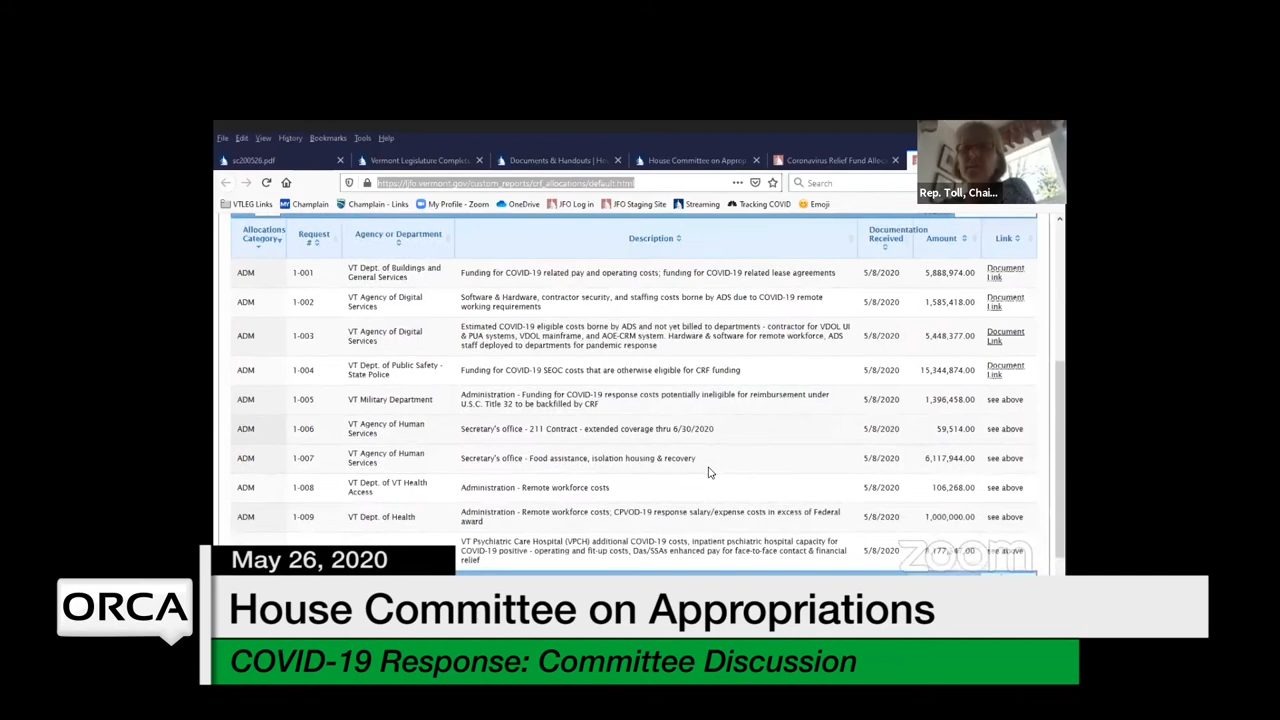 File Edit View History Bookmarks Tools Help
sc200526.pdf Vermont Legislature Complet Documents & Handouts | Ho House Committee on Approp Coronavirus Relief Fund Alloc
https://ljfo.vermont.gov/custom_reports/crf_allocations/default.html Search
Rep. Toll, Chai...
VTLEG Links Champlain Champlain - Links My Profile - Zoom OneDrive JFO Log in JFO Staging Site Streaming Tracking COVID Emoji
Allocations Category Request # Agency or Department Description Documentation Received Amount Link
ADM 1-001 VT Dept. of Buildings and General Services Funding for COVID-19 related pay and operating costs; funding for COVID-19 related lease agreements 5/8/2020 5,888,974.00 Document Link
ADM 1-002 VT Agency of Digital Services Software & Hardware, contractor security, and staffing costs borne by ADS due to COVID-19 remote working requirements 5/8/2020 1,585,418.00 Document Link
ADM 1-003 VT Agency of Digital Services Estimated COVID-19 eligible costs borne by ADS and not yet billed to departments - contractor for VDOL UI & PUA systems, VDOL mainframe, and AOE-CRM system. Hardware & software for remote workforce, ADS staff deployed to departments for pandemic response 5/8/2020 5,448,377.00 Document Link
ADM 1-004 VT Dept. of Public Safety - State Police Funding for COVID-19 SEOC costs that are otherwise eligible for CRF funding 5/8/2020 15,344,874.00 Document Link
ADM 1-005 VT Military Department Administration - Funding for COVID-19 response costs potentially ineligible for reimbursement under U.S.C. Title 32 to be backfilled by CRF 5/8/2020 1,396,458.00 see above
ADM 1-006 VT Agency of Human Services Secretary's office - 211 Contract - extended coverage thru 6/30/2020 5/8/2020 59,514.00 see above
ADM 1-007 VT Agency of Human Services Secretary's office - Food assistance, isolation housing & recovery 5/8/2020 6,117,944.00 see above
ADM 1-008 VT Dept. of VT Health Access Administration - Remote workforce costs 5/8/2020 106,268.00 see above
ADM 1-009 VT Dept. of Health Administration - Remote workforce costs; CPVOD-19 response salary/expense costs in excess of Federal award 5/8/2020 1,000,000.00 see above
VT Psychiatric Care Hospital (VPCH) additional COVID-19 costs, inpatient pschiatric hospital capacity for COVID-19 positive - operating and fit-up costs, Das/SSAs enhanced pay for face-to-face contact & financial relief 5/8/2020 see above
zoom
May 26, 2020
ORCA
House Committee on Appropriations
COVID-19 Response: Committee Discussion